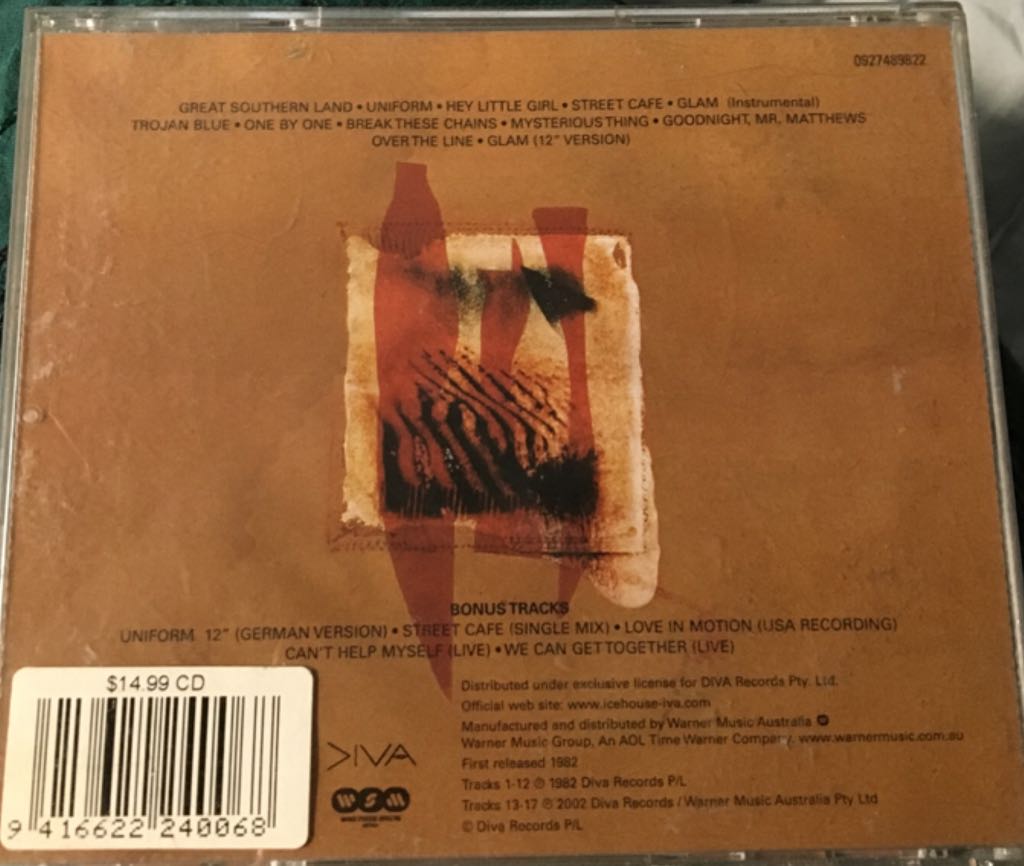 0927489822
GREAT SOUTHERN LAND • UNIFORM • HEY LITTLE GIRL • STREET CAFE • GLAM (Instrumental)
TROJAN BLUE • ONE BY ONE • BREAK THESE CHAINS • MYSTERIOUS THING • GOODNIGHT, MR. MATTHEWS
OVER THE LINE • GLAM (12" VERSION)
BONUS TRACKS
UNIFORM 12" (GERMAN VERSION) • STREET CAFE (SINGLE MIX) • LOVE IN MOTION (USA RECORDING)
CAN'T HELP MYSELF (LIVE) • WE CAN GET TOGETHER (LIVE)
$14.99 CD
9 416622 240068
DIVA
WSM
Distributed under exclusive license for DIVA Records Pty. Ltd.
Official web site: www.icehouse-iva.com
Manufactured and distributed by Warner Music Australia
Warner Music Group, An AOL Time Warner Company. www.warnermusic.com.au
First released 1982
Tracks 1-12 ℗ 1982 Diva Records P/L
Tracks 13-17 ℗ 2002 Diva Records / Warner Music Australia Pty Ltd
© Diva Records P/L